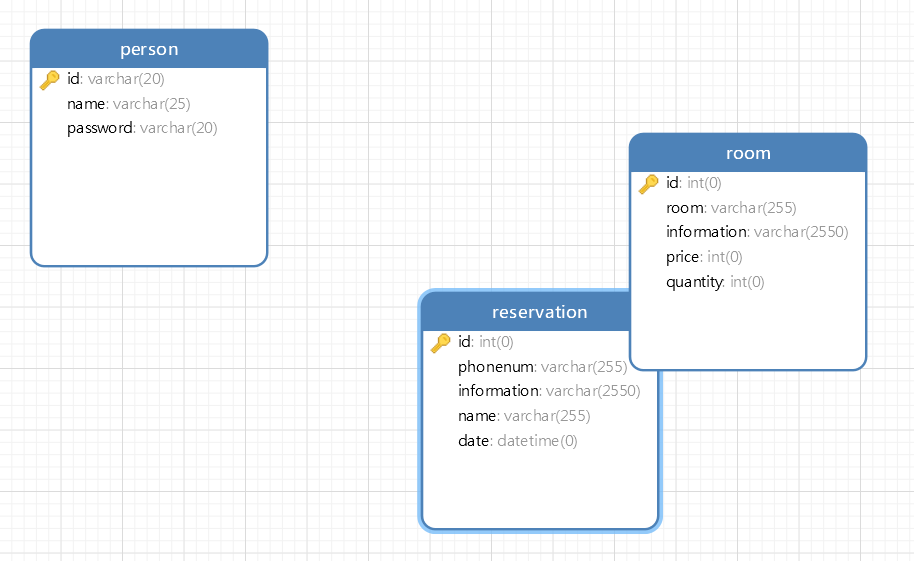 person
id: varchar(20)
name: varchar(25)
password: varchar(20)
room
id: int(0)
room: varchar(255)
information: varchar(2550)
price: int(0)
quantity: int(0)
reservation
id: int(0)
phonenum: varchar(255)
information: varchar(2550)
name: varchar(255)
date: datetime(0)